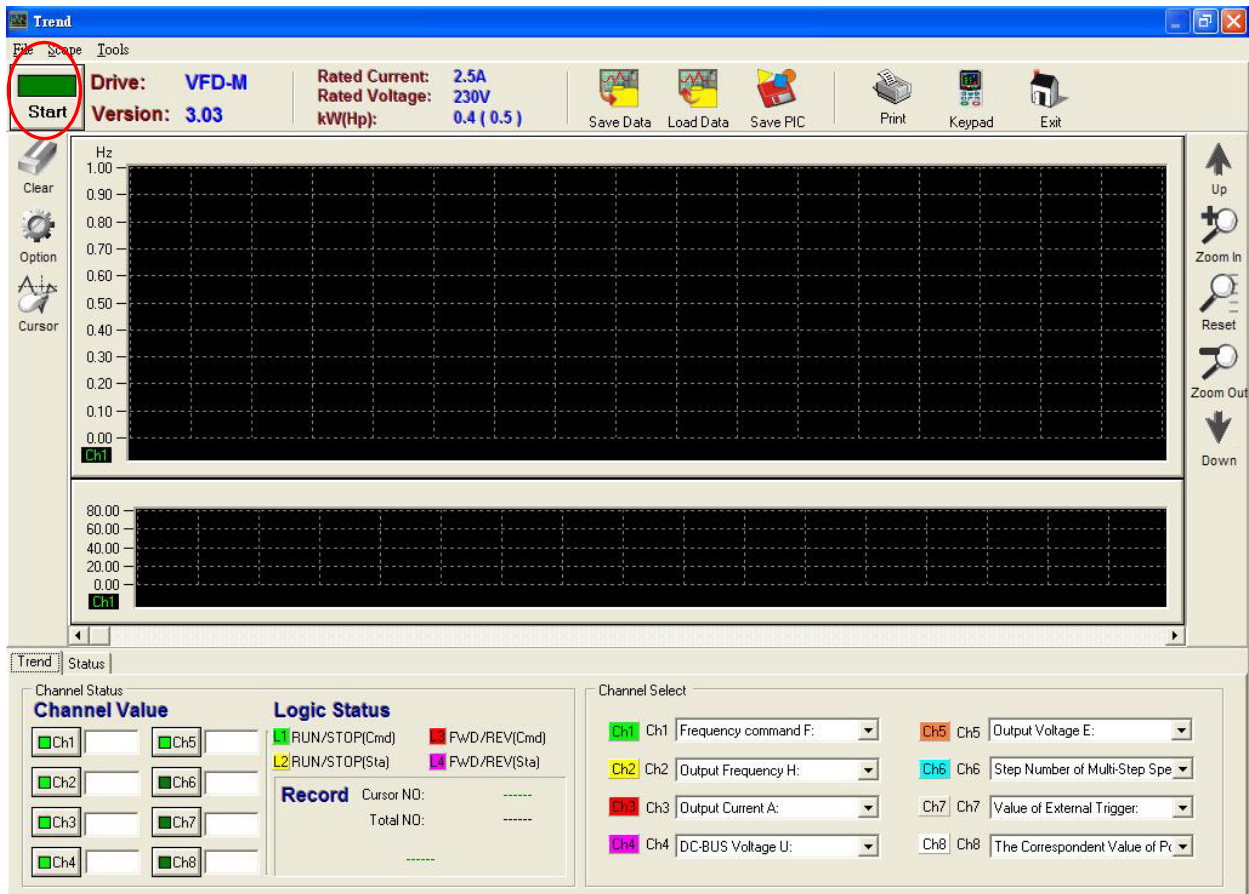 Trend
File Scope Tools
Start
Drive: VFD-M
Version: 3.03
Rated Current: 2.5A
Rated Voltage: 230V
kW(Hp): 0.4 ( 0.5 )
Save Data
Load Data
Save PIC
Print
Keypad
Exit
Clear
Option
Cursor
Hz
1.00
0.90
0.80
0.70
0.60
0.50
0.40
0.30
0.20
0.10
0.00
Ch1
80.00
60.00
40.00
20.00
0.00
Ch1
Up
Zoom In
Reset
Zoom Out
Down
Trend Status
Channel Status
Channel Value
Ch1 Ch5
Ch2 Ch6
Ch3 Ch7
Ch4 Ch8
Logic Status
L1 RUN/STOP(Cmd) L3 FWD/REV(Cmd)
L2 RUN/STOP(Sta) L4 FWD/REV(Sta)
Record Cursor NO: ------
Total NO: ------
------
Channel Select
Ch1 Ch1 Frequency command F:
Ch2 Ch2 Output Frequency H:
Ch3 Ch3 Output Current A:
Ch4 Ch4 DC-BUS Voltage U:
Ch5 Ch5 Output Voltage E:
Ch6 Ch6 Step Number of Multi-Step Spe
Ch7 Ch7 Value of External Trigger:
Ch8 Ch8 The Correspondent Value of Po